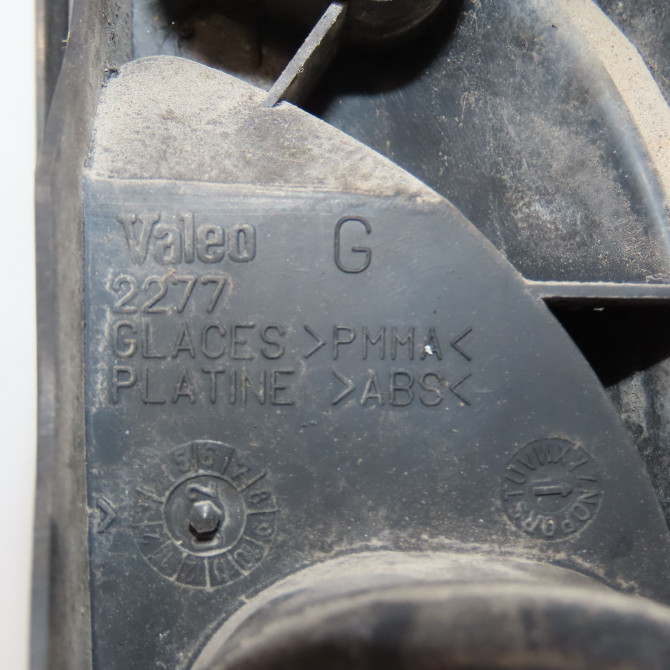 Valeo G
2277
GLACES >PMMA<
PLATINE >ABS<